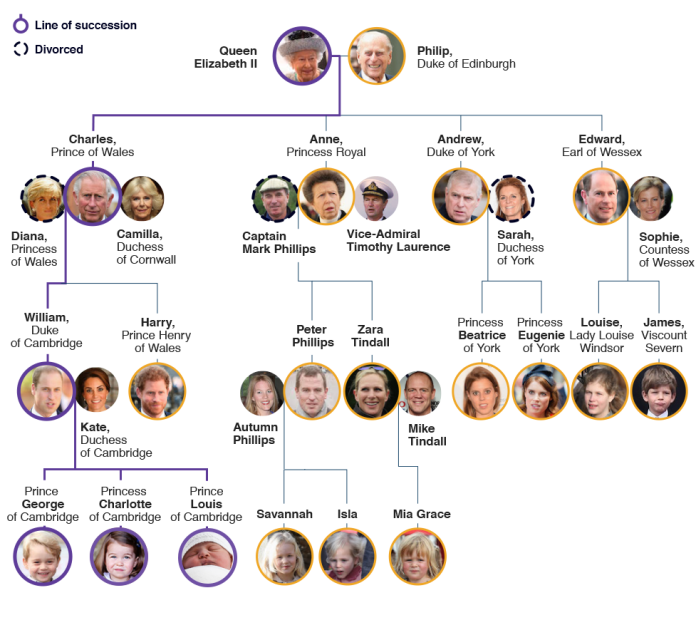 Line of succession
Divorced
Queen
Elizabeth II
Philip,
Duke of Edinburgh
Charles,
Prince of Wales
Anne,
Princess Royal
Andrew,
Duke of York
Edward,
Earl of Wessex
Diana,
Princess
of Wales
Camilla,
Duchess
of Cornwall
Captain
Mark Phillips
Vice-Admiral
Timothy Laurence
Sarah,
Duchess
of York
Sophie,
Countess
of Wessex
William,
Duke
of Cambridge
Harry,
Prince Henry
of Wales
Peter
Phillips
Zara
Tindall
Princess
Beatrice
of York
Princess
Eugenie
of York
Louise,
Lady Louise
Windsor
James,
Viscount
Severn
Kate,
Duchess
of Cambridge
Autumn
Phillips
Mike
Tindall
Prince
George
of Cambridge
Princess
Charlotte
of Cambridge
Prince
Louis
of Cambridge
Savannah
Isla
Mia Grace